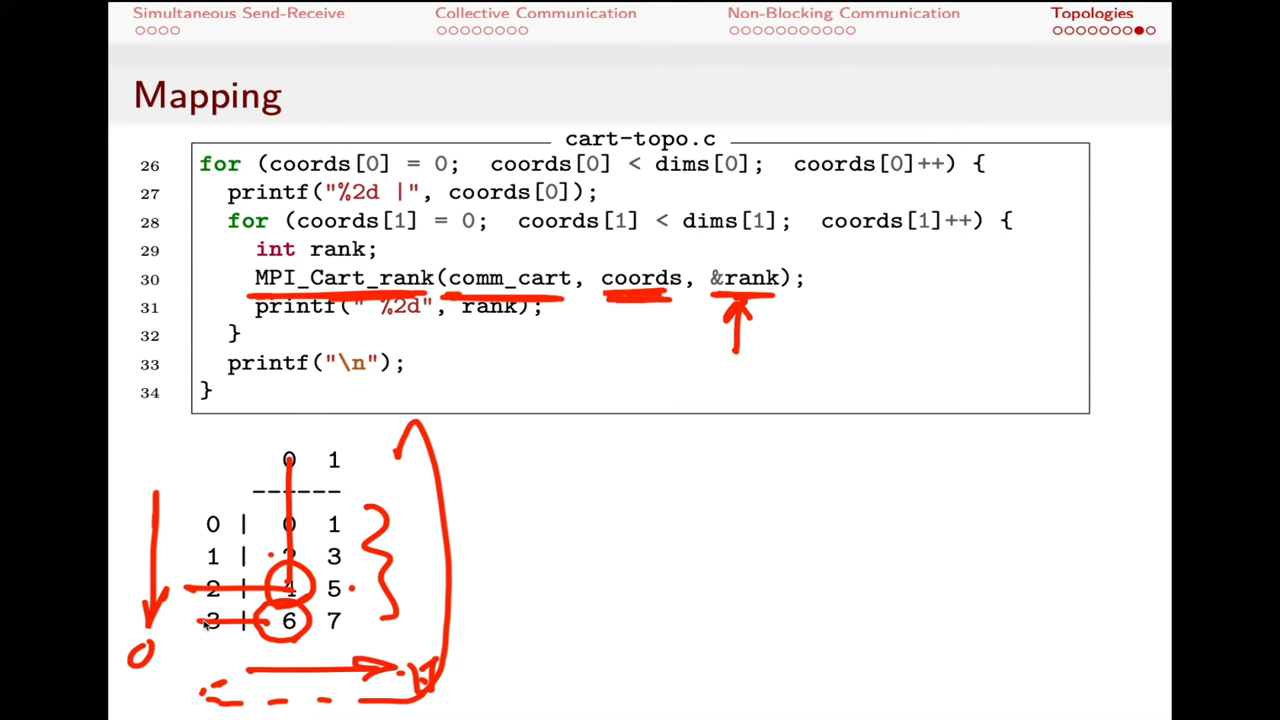 Simultaneous Send-Receive Collective Communication Non-Blocking Communication Topologies
Mapping
cart-topo.c
26 for (coords[0] = 0; coords[0] < dims[0]; coords[0]++) {
27 printf("%2d |", coords[0]);
28 for (coords[1] = 0; coords[1] < dims[1]; coords[1]++) {
29 int rank;
30 MPI_Cart_rank(comm_cart, coords, &rank);
31 printf(" %2d", rank);
32 }
33 printf("\n");
34 }
0 1
------
0 | 0 1
1 | 2 3
2 | 4 5
3 | 6 7
0